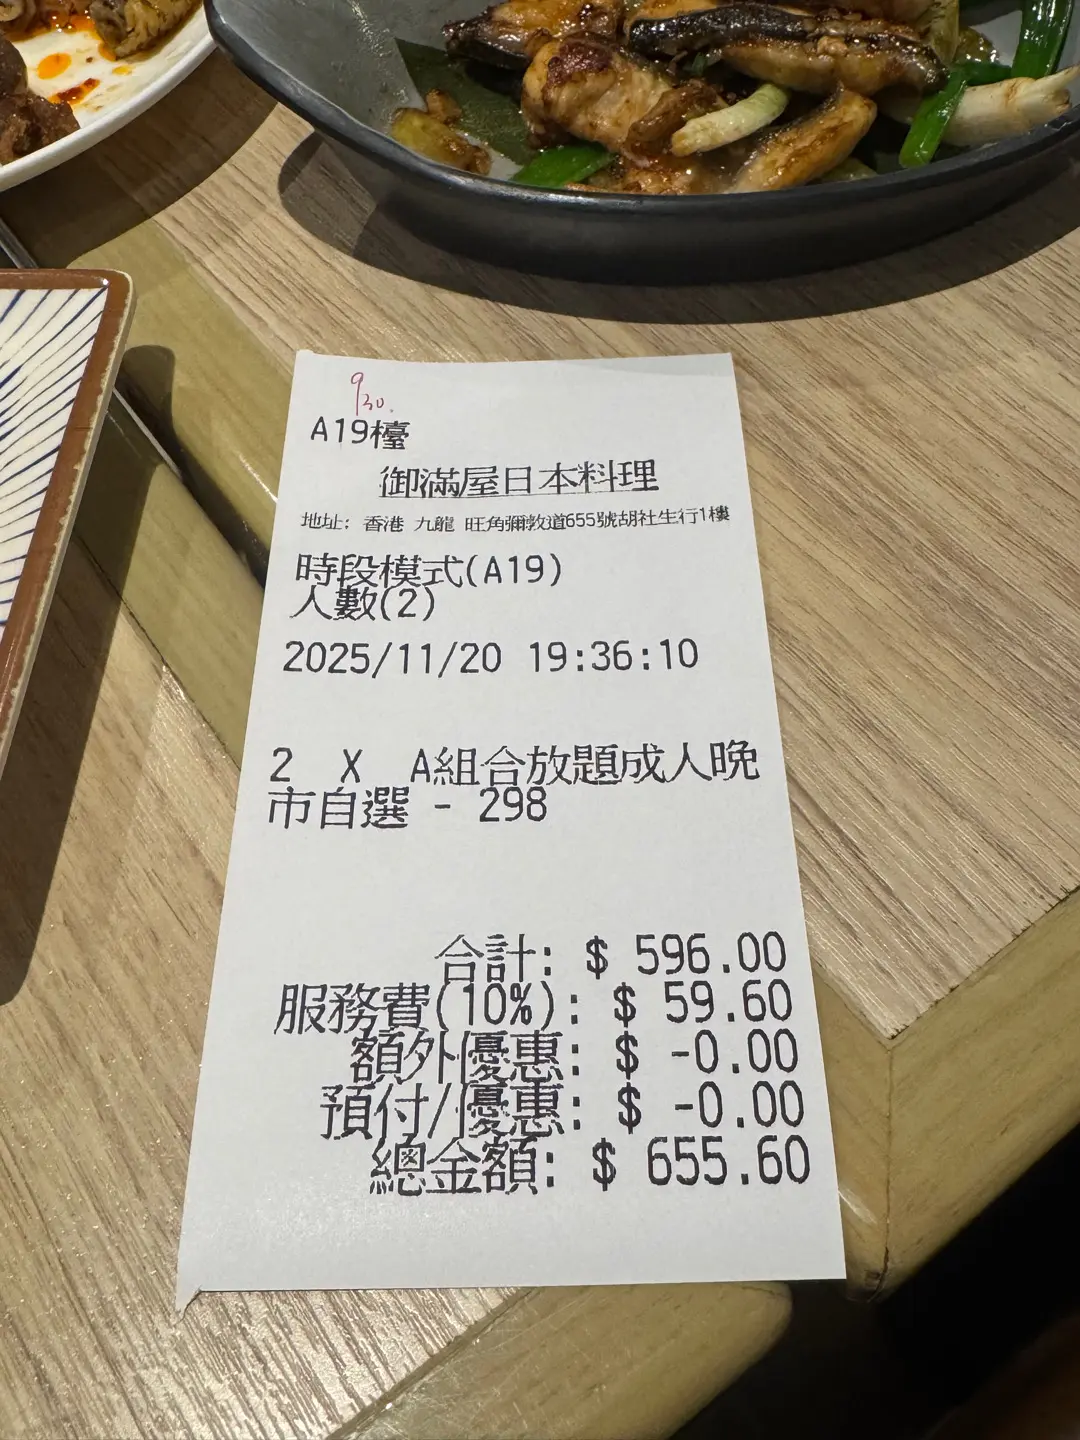 930.
A19檯
御滿屋日本料理
地址: 香港 九龍 旺角彌敦道655號胡社生行1樓
時段模式(A19)
人數(2)
2025/11/20 19:36:10
2 X A組合放題成人晚
市自選 - 298
合計: $ 596.00
服務費(10%): $ 59.60
額外優惠: $ -0.00
預付/優惠: $ -0.00
總金額: $ 655.60